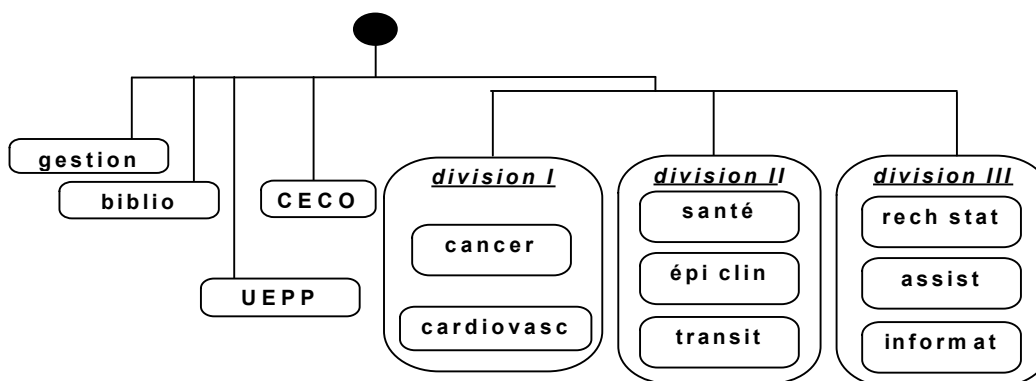 gestion
biblio
UEPP
CECO
division I
cancer
cardiovasc
division II
santé
épi clin
transit
division III
rech stat
assist
informat